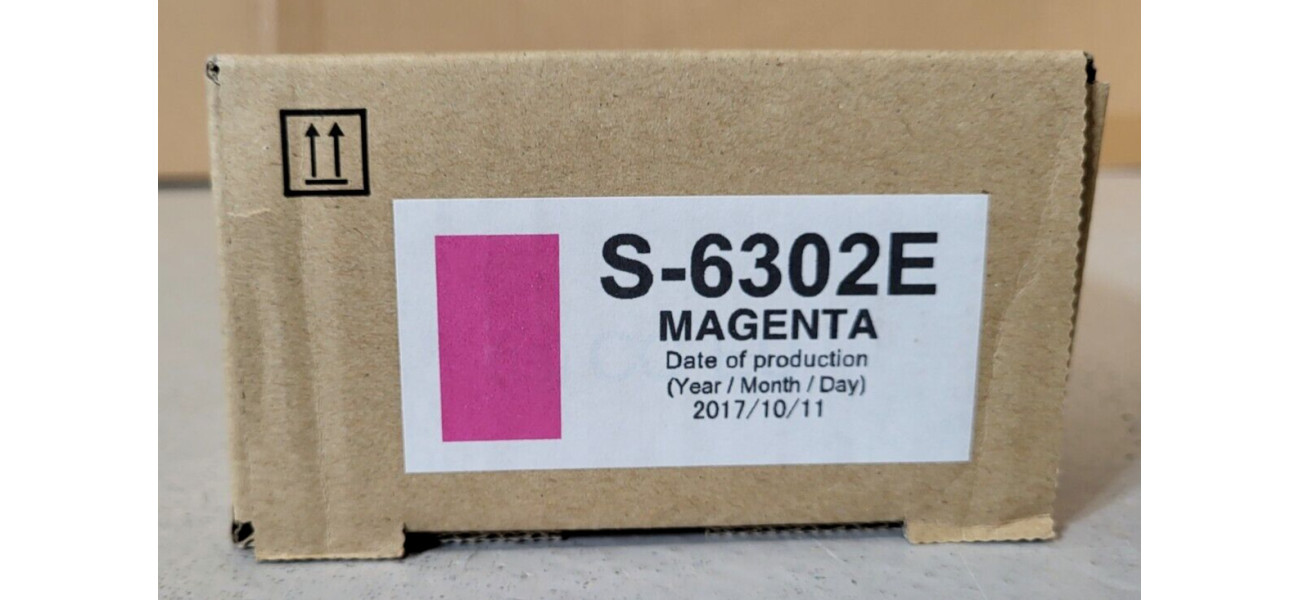 S-6302E
MAGENTA
Date of production
(Year / Month / Day)
2017/10/11